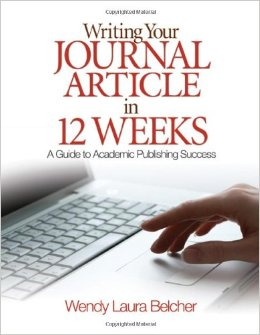 Writing Your
JOURNAL
ARTICLE
in
12 WEEKS
A Guide to Academic Publishing Success
Wendy Laura Belcher